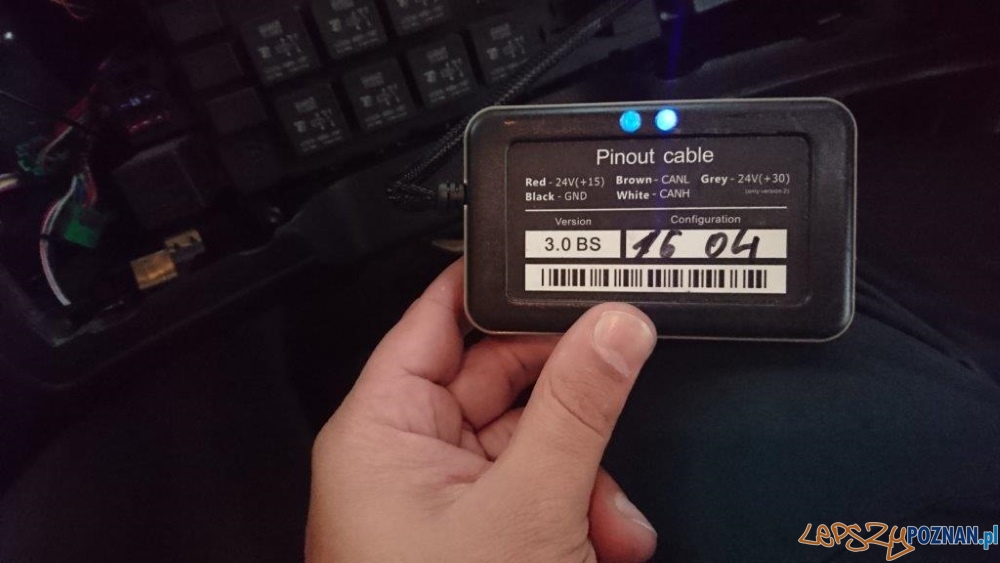 Pinout cable
Red - 24V(+15) Brown - CANL Grey - 24V(+30)
Black - GND White - CANH (only version 2)
Version Configuration
3.0 BS 16 04
LEPSZYPOZNAN.pl